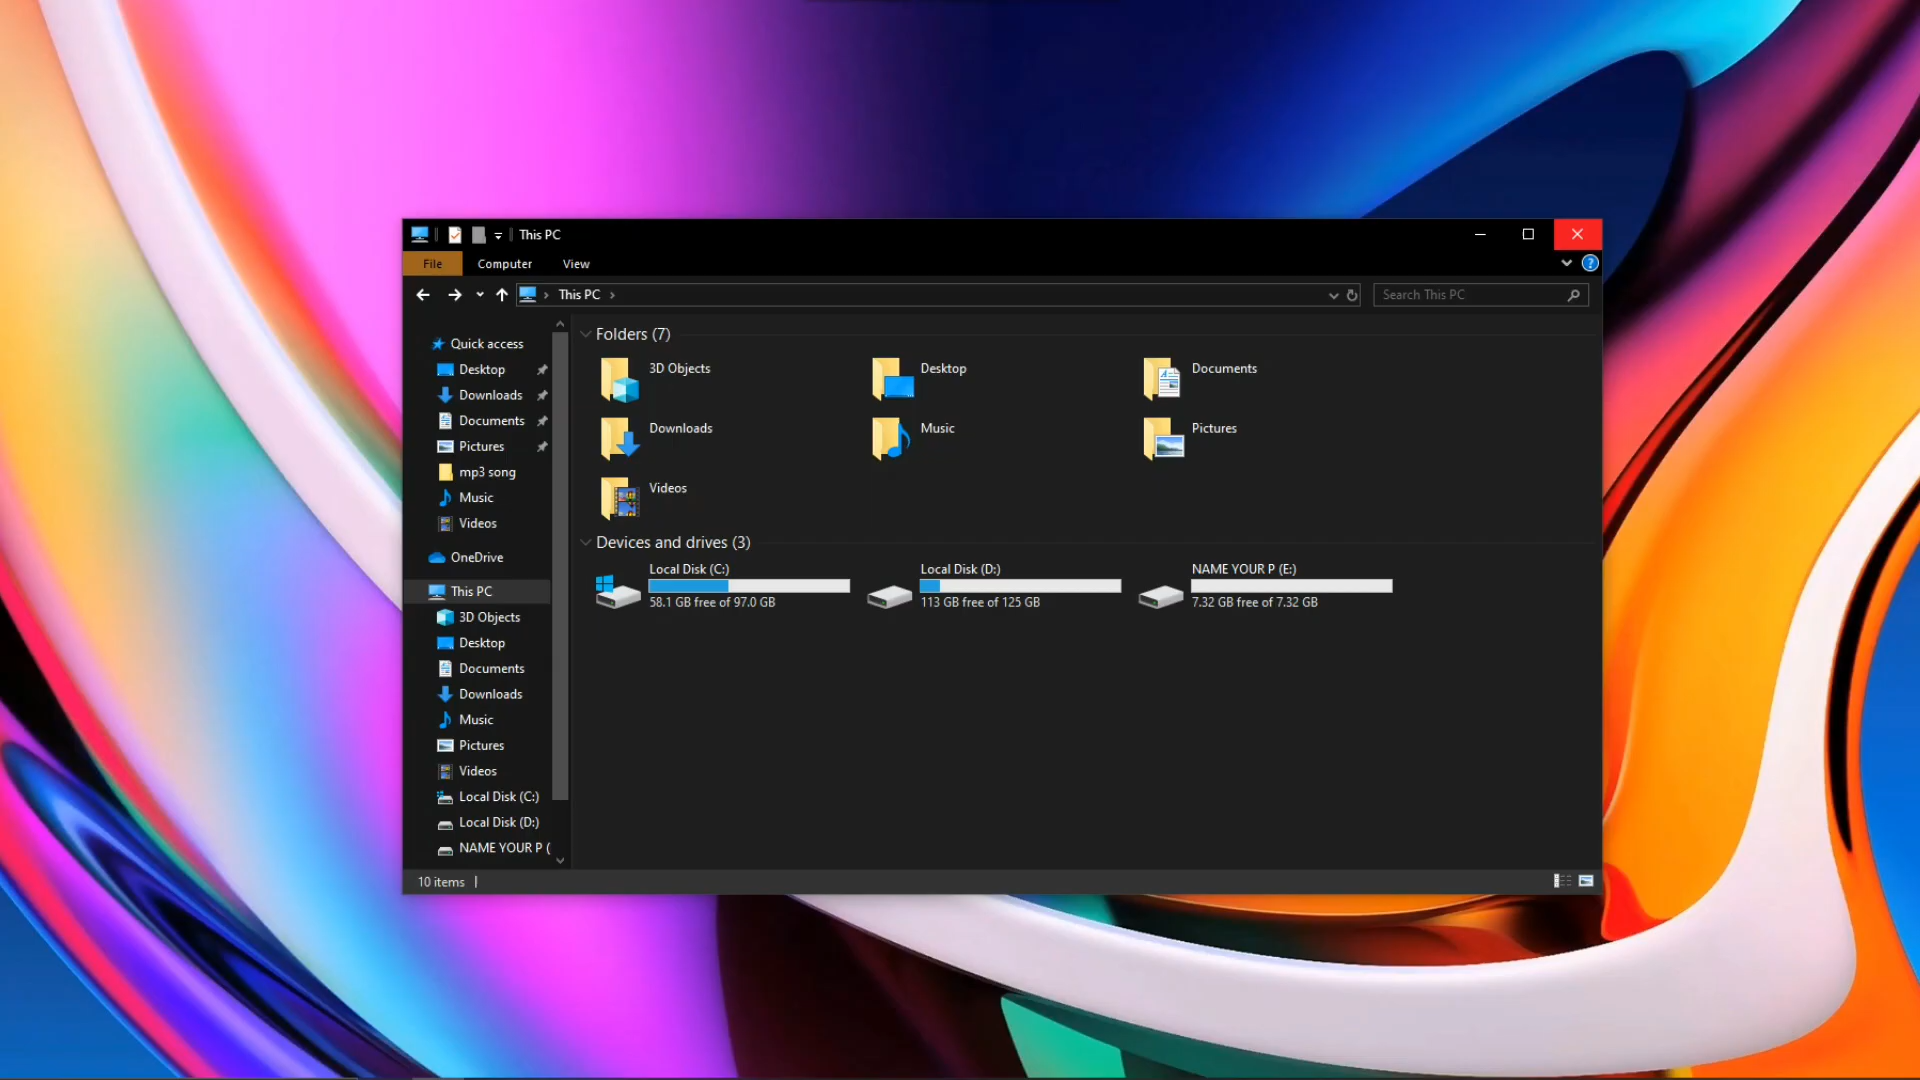 This PC
File Computer View
This PC
Search This PC
Quick access
Desktop
Downloads
Documents
Pictures
mp3 song
Music
Videos
OneDrive
This PC
3D Objects
Desktop
Documents
Downloads
Music
Pictures
Videos
Local Disk (C:)
Local Disk (D:)
NAME YOUR P (
Folders (7)
3D Objects Desktop Documents
Downloads Music Pictures
Videos
Devices and drives (3)
Local Disk (C:) Local Disk (D:) NAME YOUR P (E:)
58.1 GB free of 97.0 GB 113 GB free of 125 GB 7.32 GB free of 7.32 GB
10 items